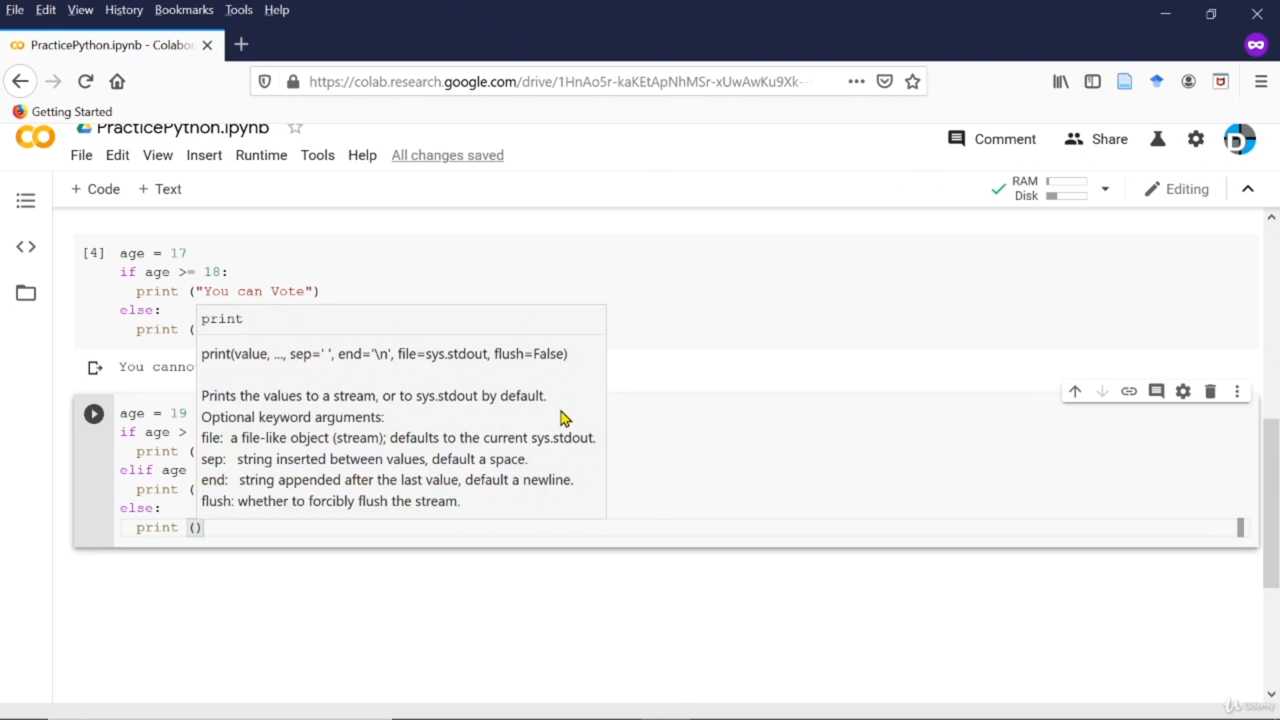 File Edit View History Bookmarks Tools Help
PracticePython.ipynb - Colabor
https://colab.research.google.com/drive/1HnAo5r-kaKEtApNhMSr-xUwAwKu9Xk--
Getting Started
PracticePython.ipynb
Comment Share
File Edit View Insert Runtime Tools Help All changes saved
+ Code + Text
RAM
Disk
Editing
[4] age = 17
if age >= 18:
print ("You can Vote")
else:
print (
You canno
print
print(value, ..., sep=' ', end='\n', file=sys.stdout, flush=False)
Prints the values to a stream, or to sys.stdout by default.
Optional keyword arguments:
file: a file-like object (stream); defaults to the current sys.stdout.
sep: string inserted between values, default a space.
end: string appended after the last value, default a newline.
flush: whether to forcibly flush the stream.
age = 19
if age >
print (
elif age
print (
else:
print ()
Udemy